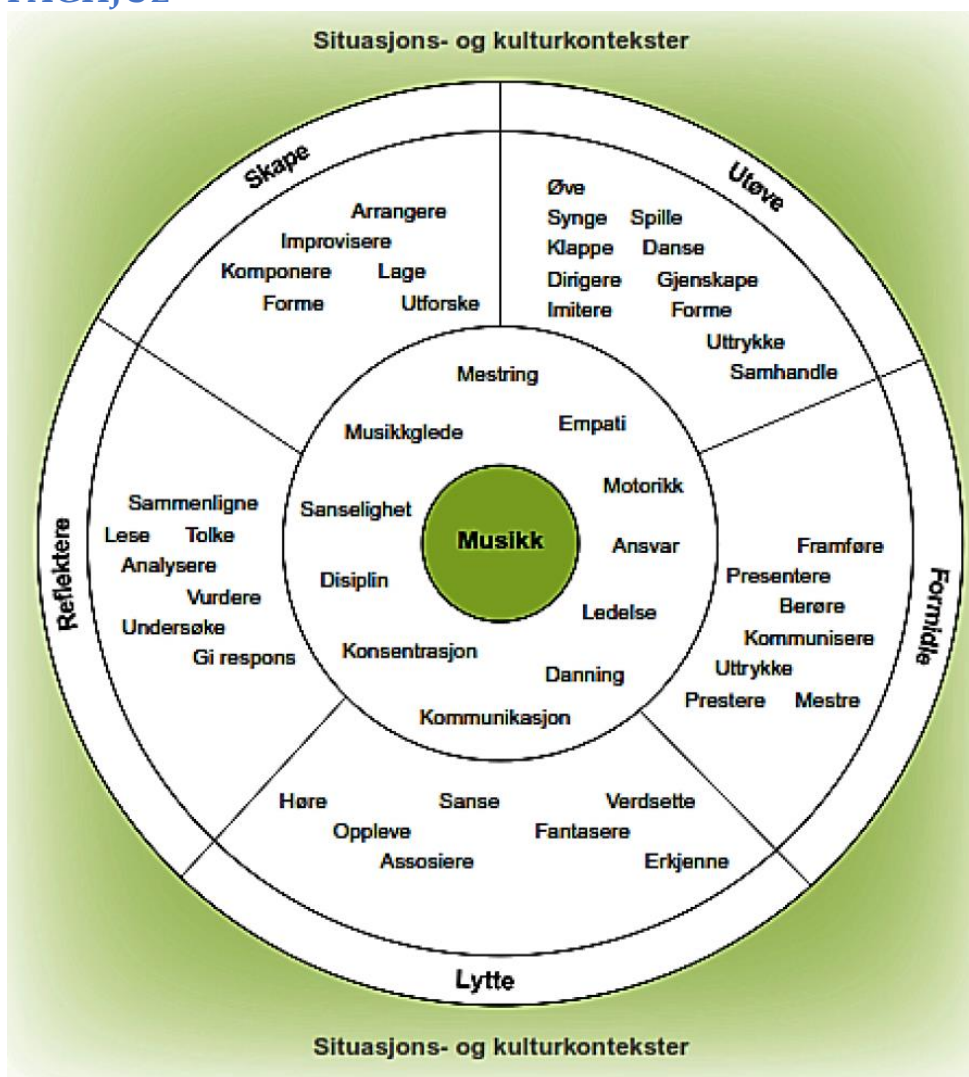 FAGHJUL
Situasjons- og kulturkontekster
Skape
Arrangere
Improvisere
Komponere Lage
Forme Utforske
Utøve
Øve
Synge Spille
Klappe Danse
Dirigere Gjenskape
Imitere Forme
Uttrykke
Samhandle
Mestring
Musikkglede Empati
Sanselighet Motorikk
Musikk
Disiplin Ansvar
Ledelse
Konsentrasjon
Danning
Kommunikasjon
Reflektere
Sammenligne
Lese Tolke
Analysere
Vurdere
Undersøke
Gi respons
Formidle
Framføre
Presentere
Berøre
Kommunisere
Uttrykke
Prestere Mestre
Høre Sanse Verdsette
Oppleve Fantasere
Assosiere Erkjenne
Lytte
Situasjons- og kulturkontekster